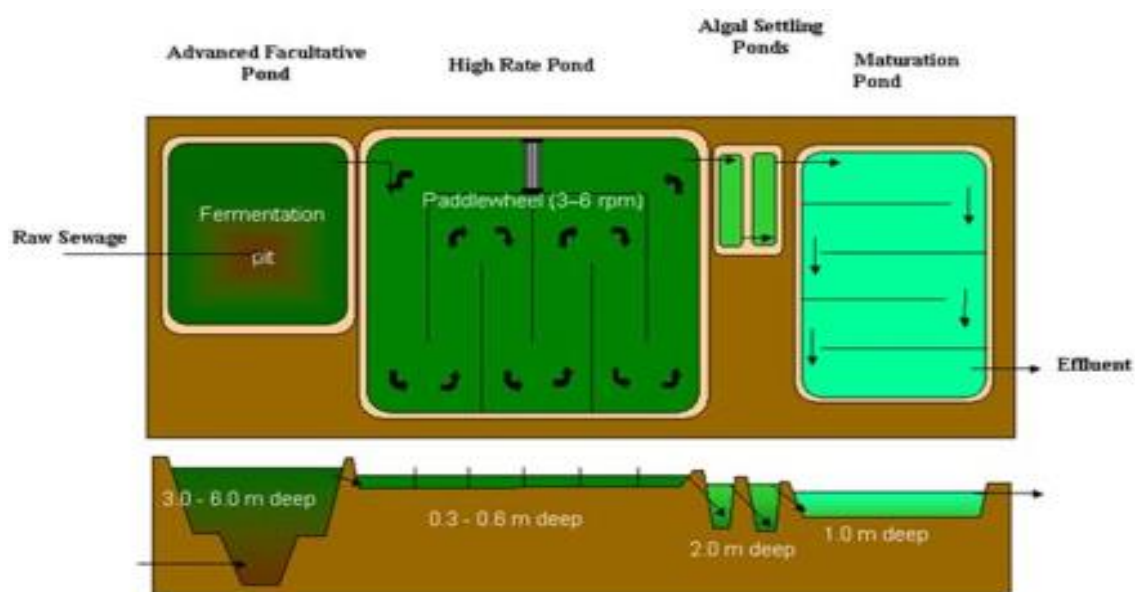 Advanced Facultative
Pond
High Rate Pond
Algal Settling
Ponds
Maturation
Pond
Fermentation
pit
Raw Sewage
Paddlewheel (3–6 rpm)
Effluent
3.0 - 6.0 m deep
0.3 - 0.6 m deep
2.0 m deep
1.0 m deep